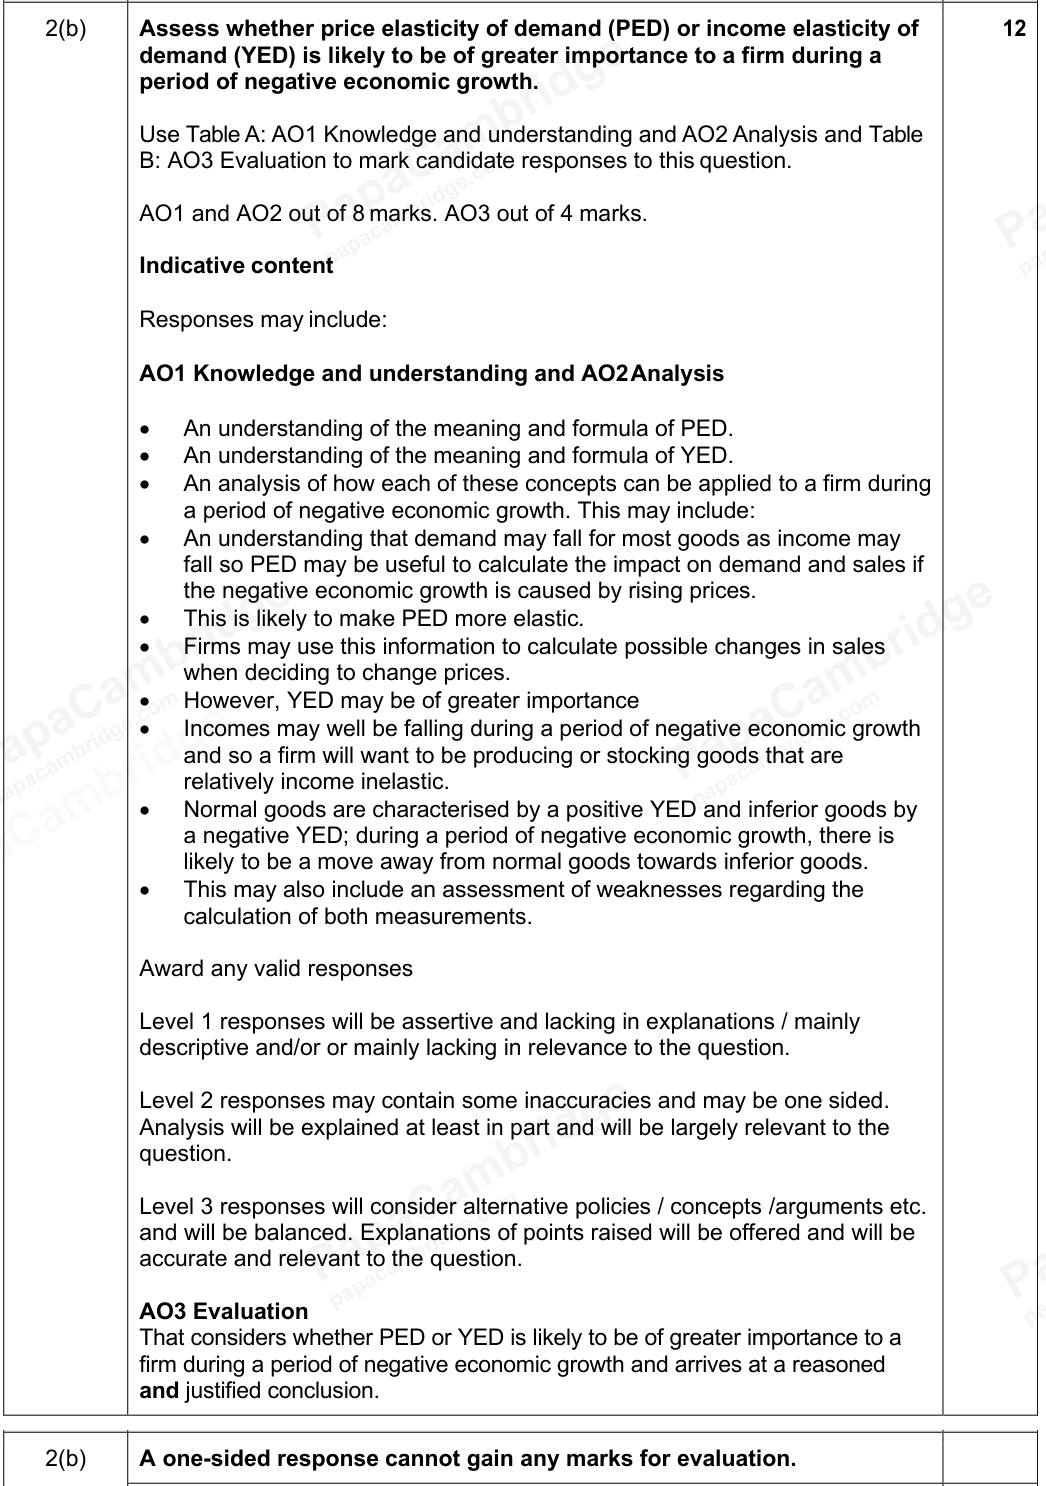 2(b) Assess whether price elasticity of demand (PED) or income elasticity of 12
demand (YED) is likely to be of greater importance to a firm during a
period of negative economic growth.
Use Table A: AO1 Knowledge and understanding and AO2 Analysis and Table
B: AO3 Evaluation to mark candidate responses to this question.
AO1 and AO2 out of 8 marks. AO3 out of 4 marks.
Indicative content
Responses may include:
AO1 Knowledge and understanding and AO2 Analysis
• An understanding of the meaning and formula of PED.
• An understanding of the meaning and formula of YED.
• An analysis of how each of these concepts can be applied to a firm during
a period of negative economic growth. This may include:
• An understanding that demand may fall for most goods as income may
fall so PED may be useful to calculate the impact on demand and sales if
the negative economic growth is caused by rising prices.
• This is likely to make PED more elastic.
• Firms may use this information to calculate possible changes in sales
when deciding to change prices.
• However, YED may be of greater importance
• Incomes may well be falling during a period of negative economic growth
and so a firm will want to be producing or stocking goods that are
relatively income inelastic.
• Normal goods are characterised by a positive YED and inferior goods by
a negative YED; during a period of negative economic growth, there is
likely to be a move away from normal goods towards inferior goods.
• This may also include an assessment of weaknesses regarding the
calculation of both measurements.
Award any valid responses
Level 1 responses will be assertive and lacking in explanations / mainly
descriptive and/or or mainly lacking in relevance to the question.
Level 2 responses may contain some inaccuracies and may be one sided.
Analysis will be explained at least in part and will be largely relevant to the
question.
Level 3 responses will consider alternative policies / concepts /arguments etc.
and will be balanced. Explanations of points raised will be offered and will be
accurate and relevant to the question.
AO3 Evaluation
That considers whether PED or YED is likely to be of greater importance to a
firm during a period of negative economic growth and arrives at a reasoned
and justified conclusion.
2(b) A one-sided response cannot gain any marks for evaluation.
PapaCambridge
papacambridge.com